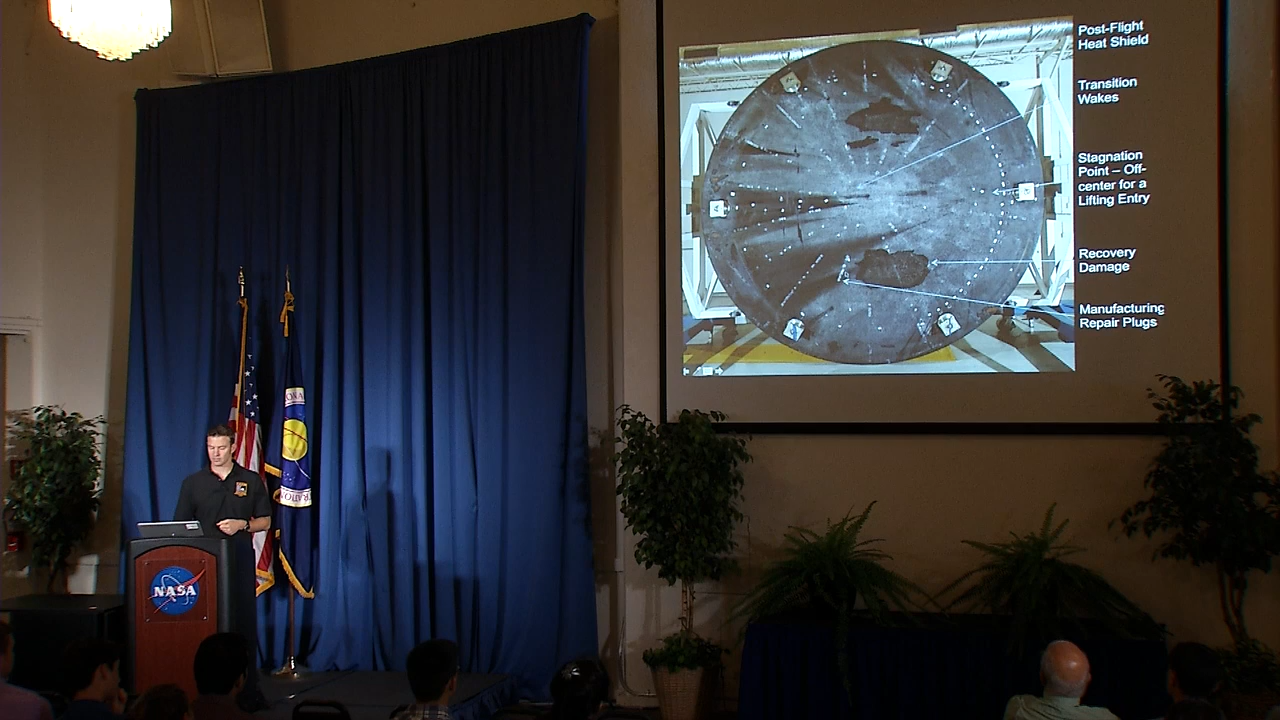 Post-Flight
Heat Shield
Transition
Wakes
Stagnation
Point – Off-
center for a
Lifting Entry
Recovery
Damage
Manufacturing
Repair Plugs
NASA